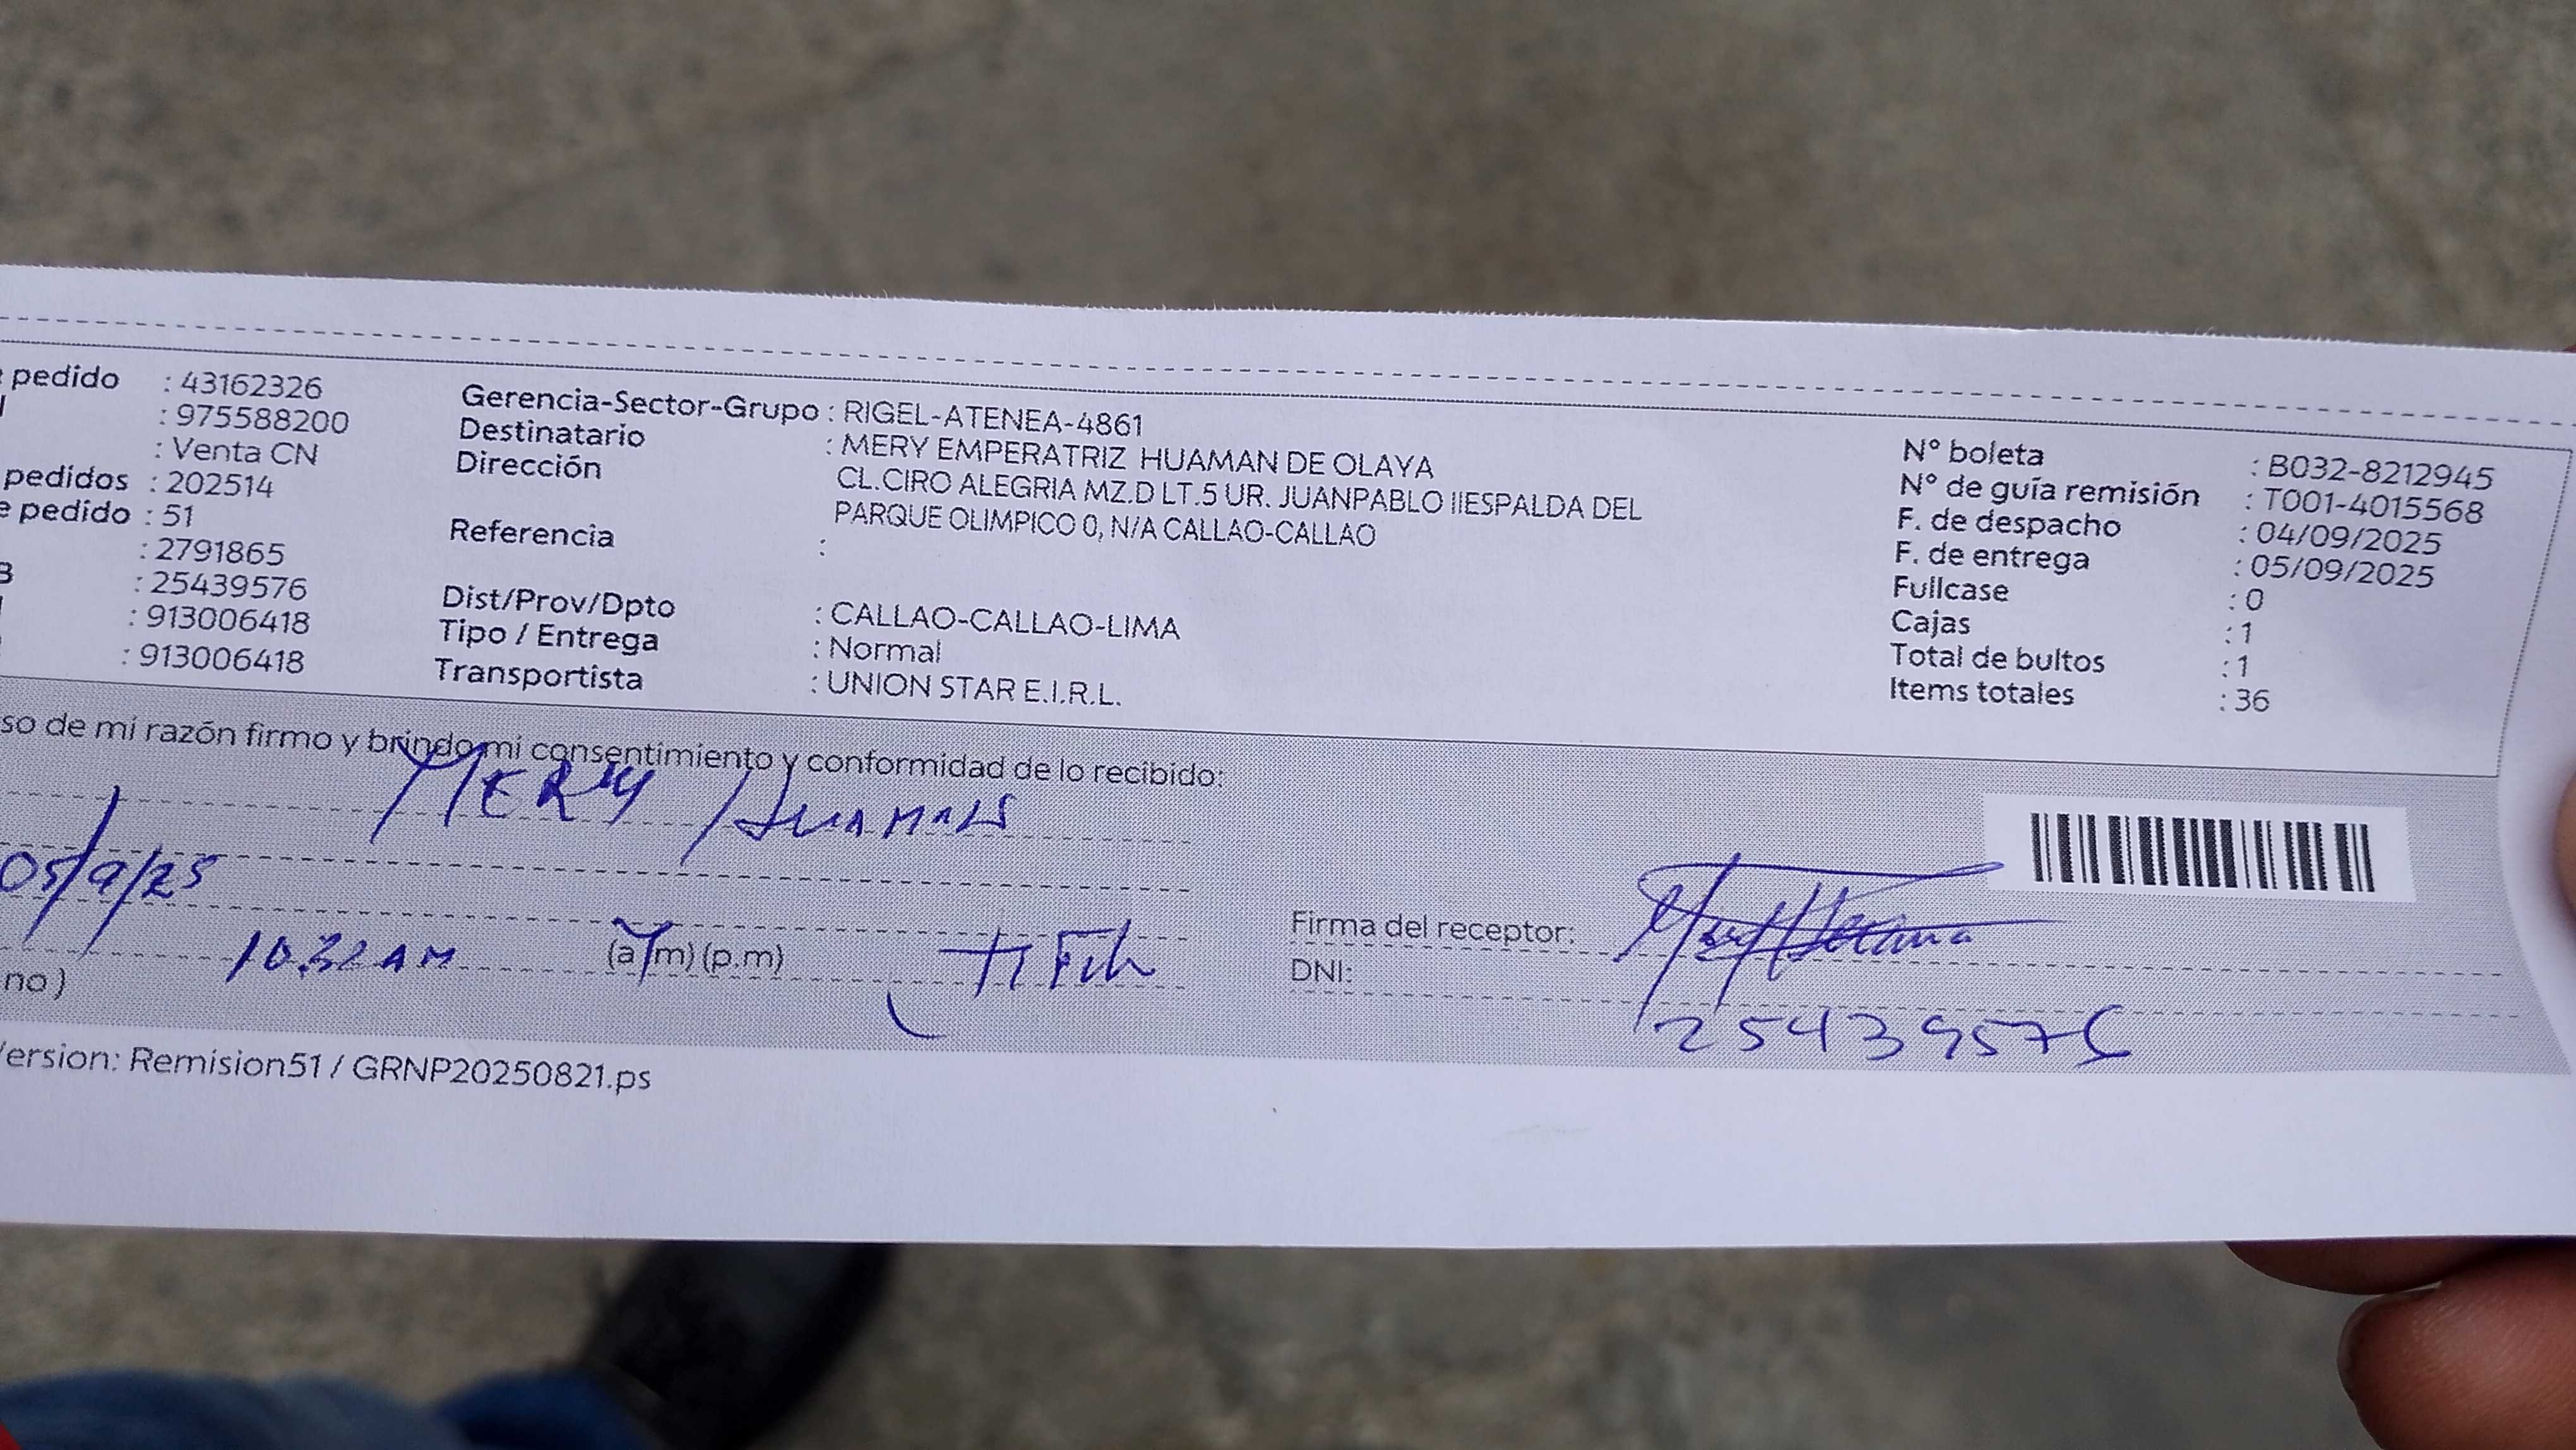 pedido : 43162326
: 975588200
: Venta CN
pedidos : 202514
e pedido : 51
: 2791865
: 25439576
: 913006418
: 913006418
Gerencia-Sector-Grupo : RIGEL-ATENEA-4861
Destinatario : MERY EMPERATRIZ HUAMAN DE OLAYA
Dirección CL.CIRO ALEGRIA MZ.D LT.5 UR. JUANPABLO IIESPALDA DEL
PARQUE OLIMPICO 0, N/A CALLAO-CALLAO
Referencia :
Dist/Prov/Dpto : CALLAO-CALLAO-LIMA
Tipo / Entrega : Normal
Transportista : UNION STAR E.I.R.L.
N° boleta : B032-8212945
N° de guía remisión : T001-4015568
F. de despacho : 04/09/2025
F. de entrega : 05/09/2025
Fullcase : 0
Cajas : 1
Total de bultos : 1
Items totales : 36
so de mi razón firmo y brindo mi consentimiento y conformidad de lo recibido:
MERY HUAMAN
05/9/25
10:32 AM (a.m) (p.m)
no )
Firma del receptor:
DNI:
25439576
Version: Remision51 / GRNP20250821.ps